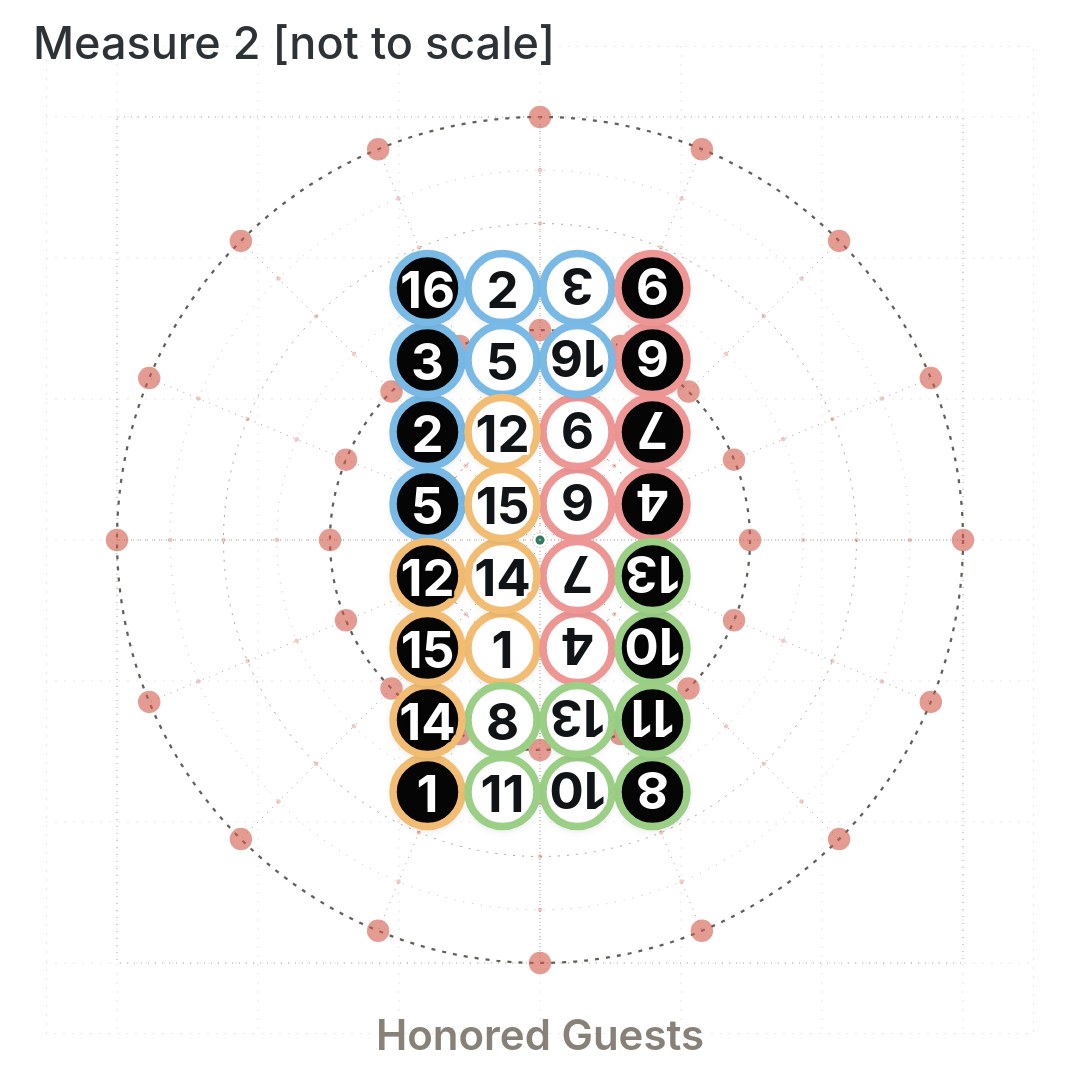 Measure 2 [not to scale]
16 2 3 9
3 5 16 6
2 12 9 7
5 15 6 4
12 14 7 13
15 1 4 10
14 8 13 11
1 11 10 8
Honored Guests